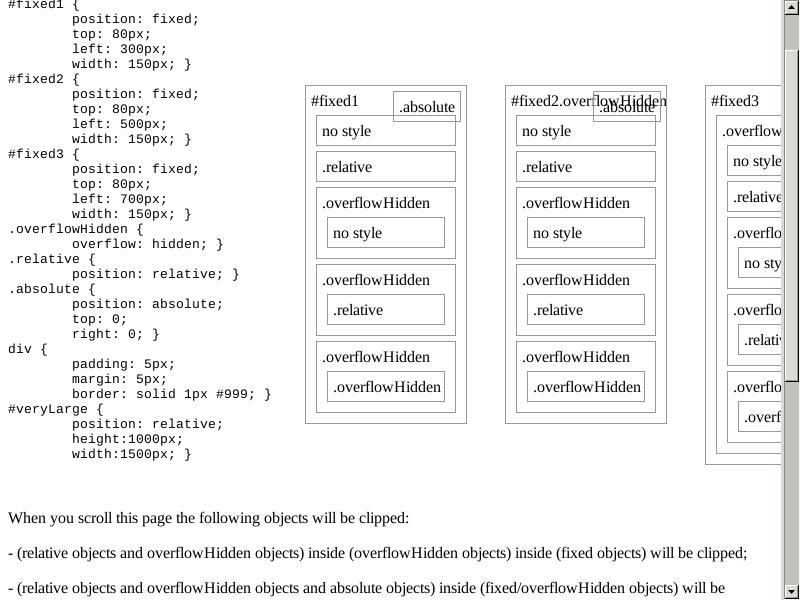 #fixed1 {
position: fixed;
top: 80px;
left: 300px;
width: 150px; }
#fixed2 {
position: fixed;
top: 80px;
left: 500px;
width: 150px; }
#fixed3 {
position: fixed;
top: 80px;
left: 700px;
width: 150px; }
.overflowHidden {
overflow: hidden; }
.relative {
position: relative; }
.absolute {
position: absolute;
top: 0;
right: 0; }
div {
padding: 5px;
margin: 5px;
border: solid 1px #999; }
#veryLarge {
position: relative;
height:1000px;
width:1500px; }
#fixed1
.absolute
no style
.relative
.overflowHidden
no style
.overflowHidden
.relative
.overflowHidden
.overflowHidden
#fixed2.overflowHidden
.absolute
no style
.relative
.overflowHidden
no style
.overflowHidden
.relative
.overflowHidden
.overflowHidden
#fixed3
.overflow
no style
.relative
.overflo
no sty
.overflo
.relativ
.overflo
.overf
When you scroll this page the following objects will be clipped:
- (relative objects and overflowHidden objects) inside (overflowHidden objects) inside (fixed objects) will be clipped;
- (relative objects and overflowHidden objects and absolute objects) inside (fixed/overflowHidden objects) will be